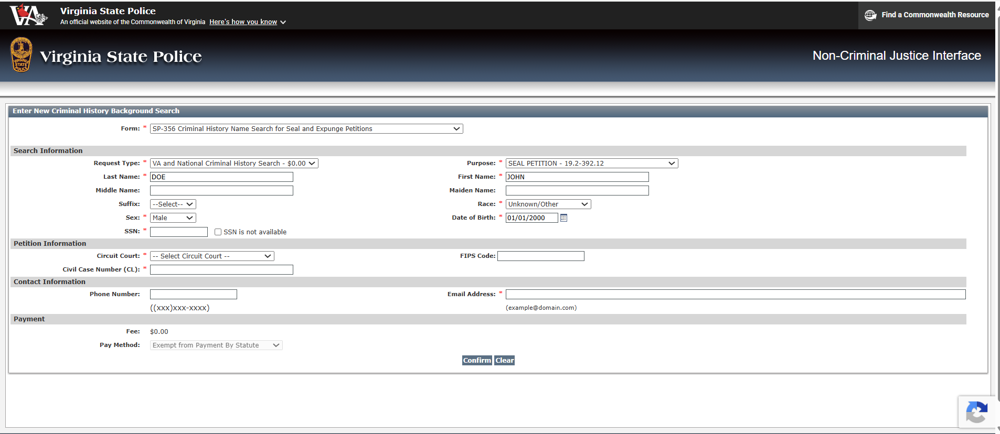 VA
Virginia State Police
An official website of the Commonwealth of Virginia Here's how you know
Find a Commonwealth Resource
VIRGINIA STATE POLICE
Virginia State Police
Non-Criminal Justice Interface
Enter New Criminal History Background Search
Form: * SP-356 Criminal History Name Search for Seal and Expunge Petitions
Search Information
Request Type: * VA and National Criminal History Search - $0.00 Purpose: * SEAL PETITION - 19.2-392.12
Last Name: * DOE First Name: * JOHN
Middle Name: Maiden Name:
Suffix: --Select-- Race: * Unknown/Other
Sex: * Male Date of Birth: * 01/01/2000
SSN: * SSN is not available
Petition Information
Circuit Court: * -- Select Circuit Court -- FIPS Code:
Civil Case Number (CL): *
Contact Information
Phone Number: Email Address: *
((xxx)xxx-xxxx) (example@domain.com)
Payment
Fee: $0.00
Pay Method: Exempt from Payment By Statute
Confirm Clear